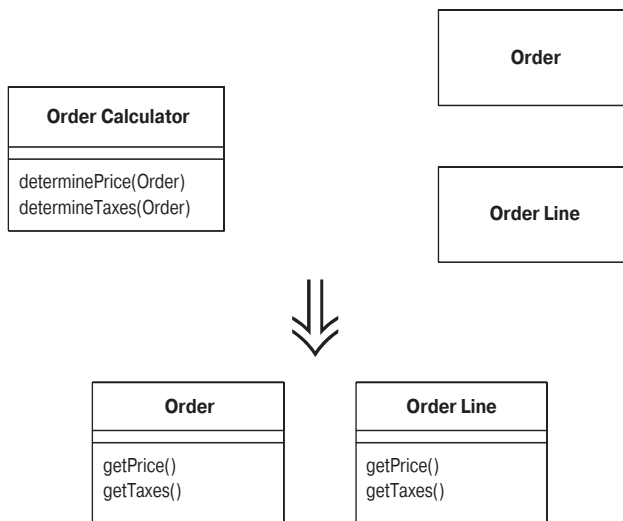 Order
Order Calculator
determinePrice(Order)
determineTaxes(Order)
Order Line
Order
getPrice()
getTaxes()
Order Line
getPrice()
getTaxes()